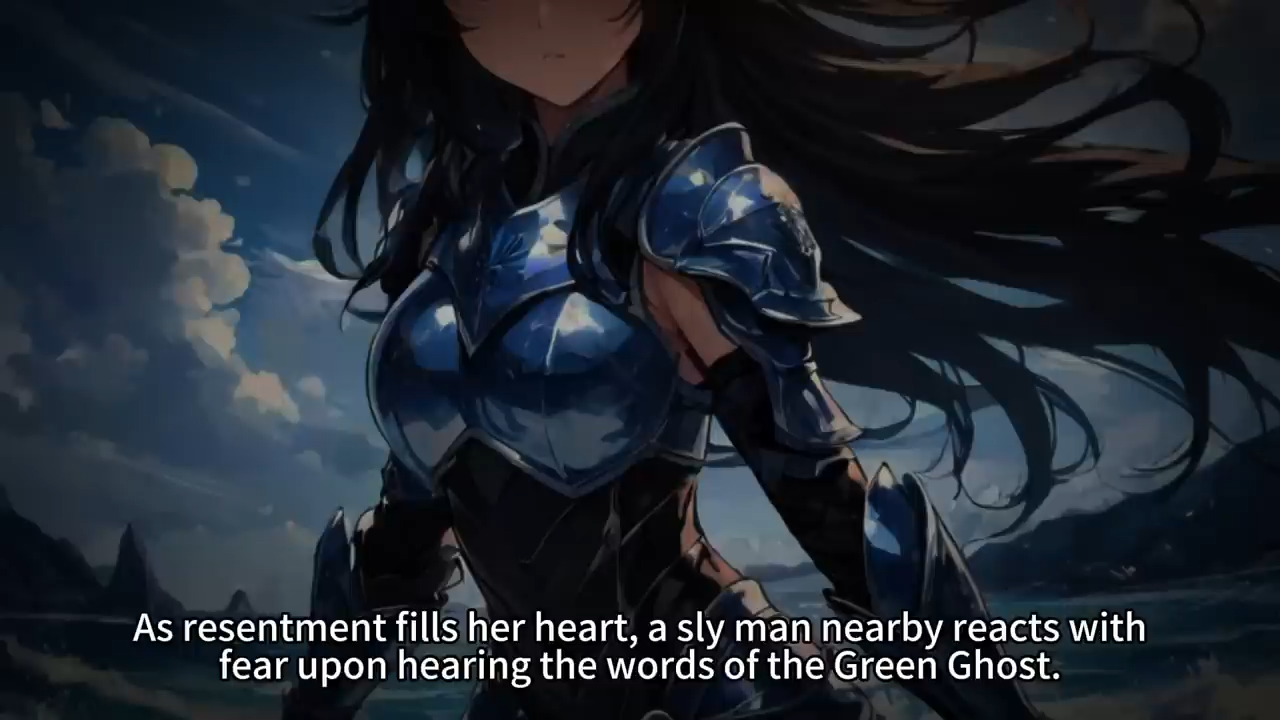 As resentment fills her heart, a sly man nearby reacts with
fear upon hearing the words of the Green Ghost.